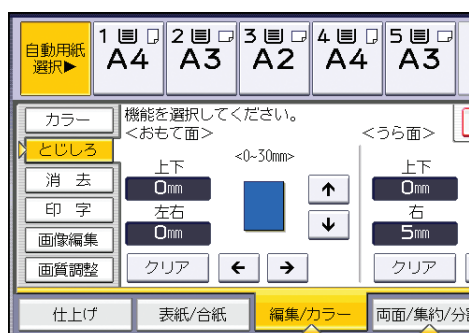 自動用紙
選択▶
1
A4
2
A3
3
A2
4
A4
5
A3
機能を選択してください。
カラー
とじしろ
消 去
印 字
画像編集
画質調整
<おもて面>
<0~30mm>
上下
0mm
左右
0mm
クリア
↑
↓
← →
<うら面>
上下
0mm
右
5mm
クリア
仕上げ
表紙/合紙
編集/カラー
両面/集約/分